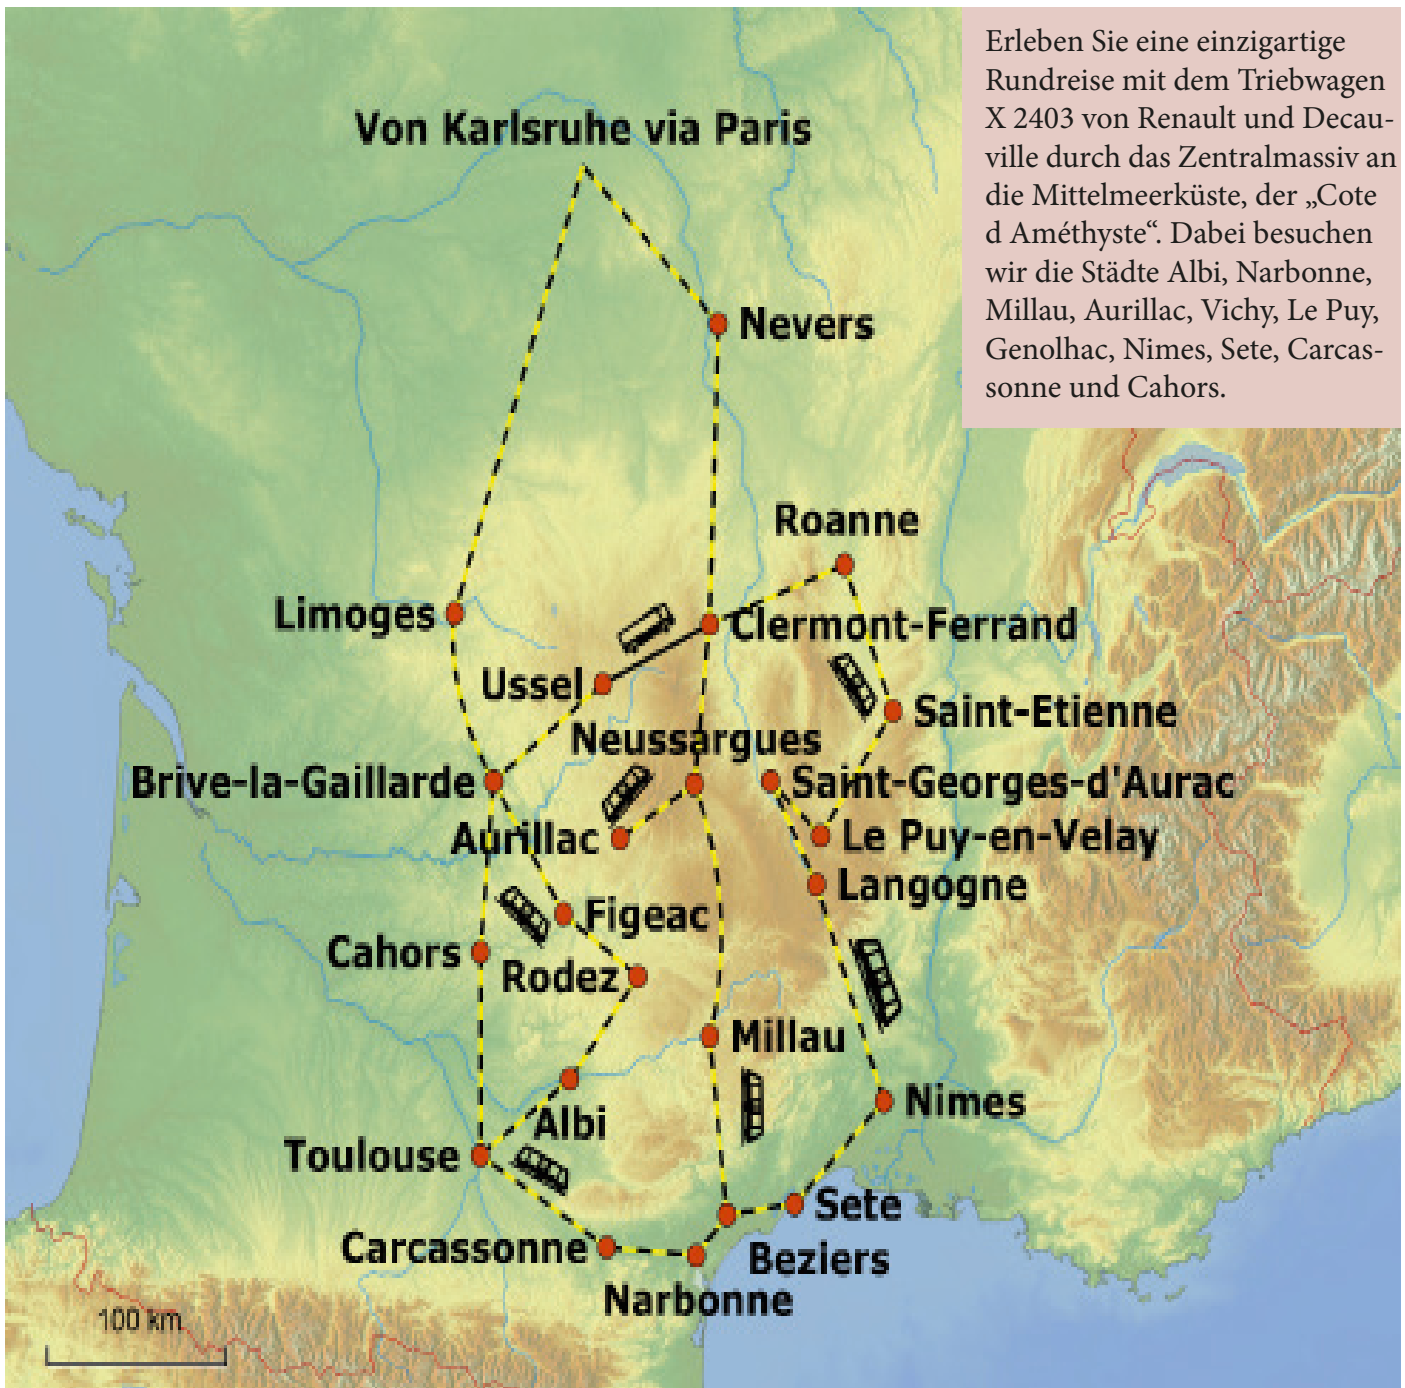 Erleben Sie eine einzigartige
Rundreise mit dem Triebwagen
X 2403 von Renault und Decau-
ville durch das Zentralmassiv an
die Mittelmeerküste, der „Cote
d Améthyste“. Dabei besuchen
wir die Städte Albi, Narbonne,
Millau, Aurillac, Vichy, Le Puy,
Genolhac, Nimes, Sete, Carcas-
sonne und Cahors.
Von Karlsruhe via Paris
Nevers
Roanne
Limoges
Clermont-Ferrand
Ussel
Saint-Etienne
Neussargues
Brive-la-Gaillarde
Saint-Georges-d'Aurac
Aurillac
Le Puy-en-Velay
Langogne
Figeac
Cahors
Rodez
Millau
Nimes
Albi
Toulouse
Sete
Carcassonne
Beziers
Narbonne
100 km